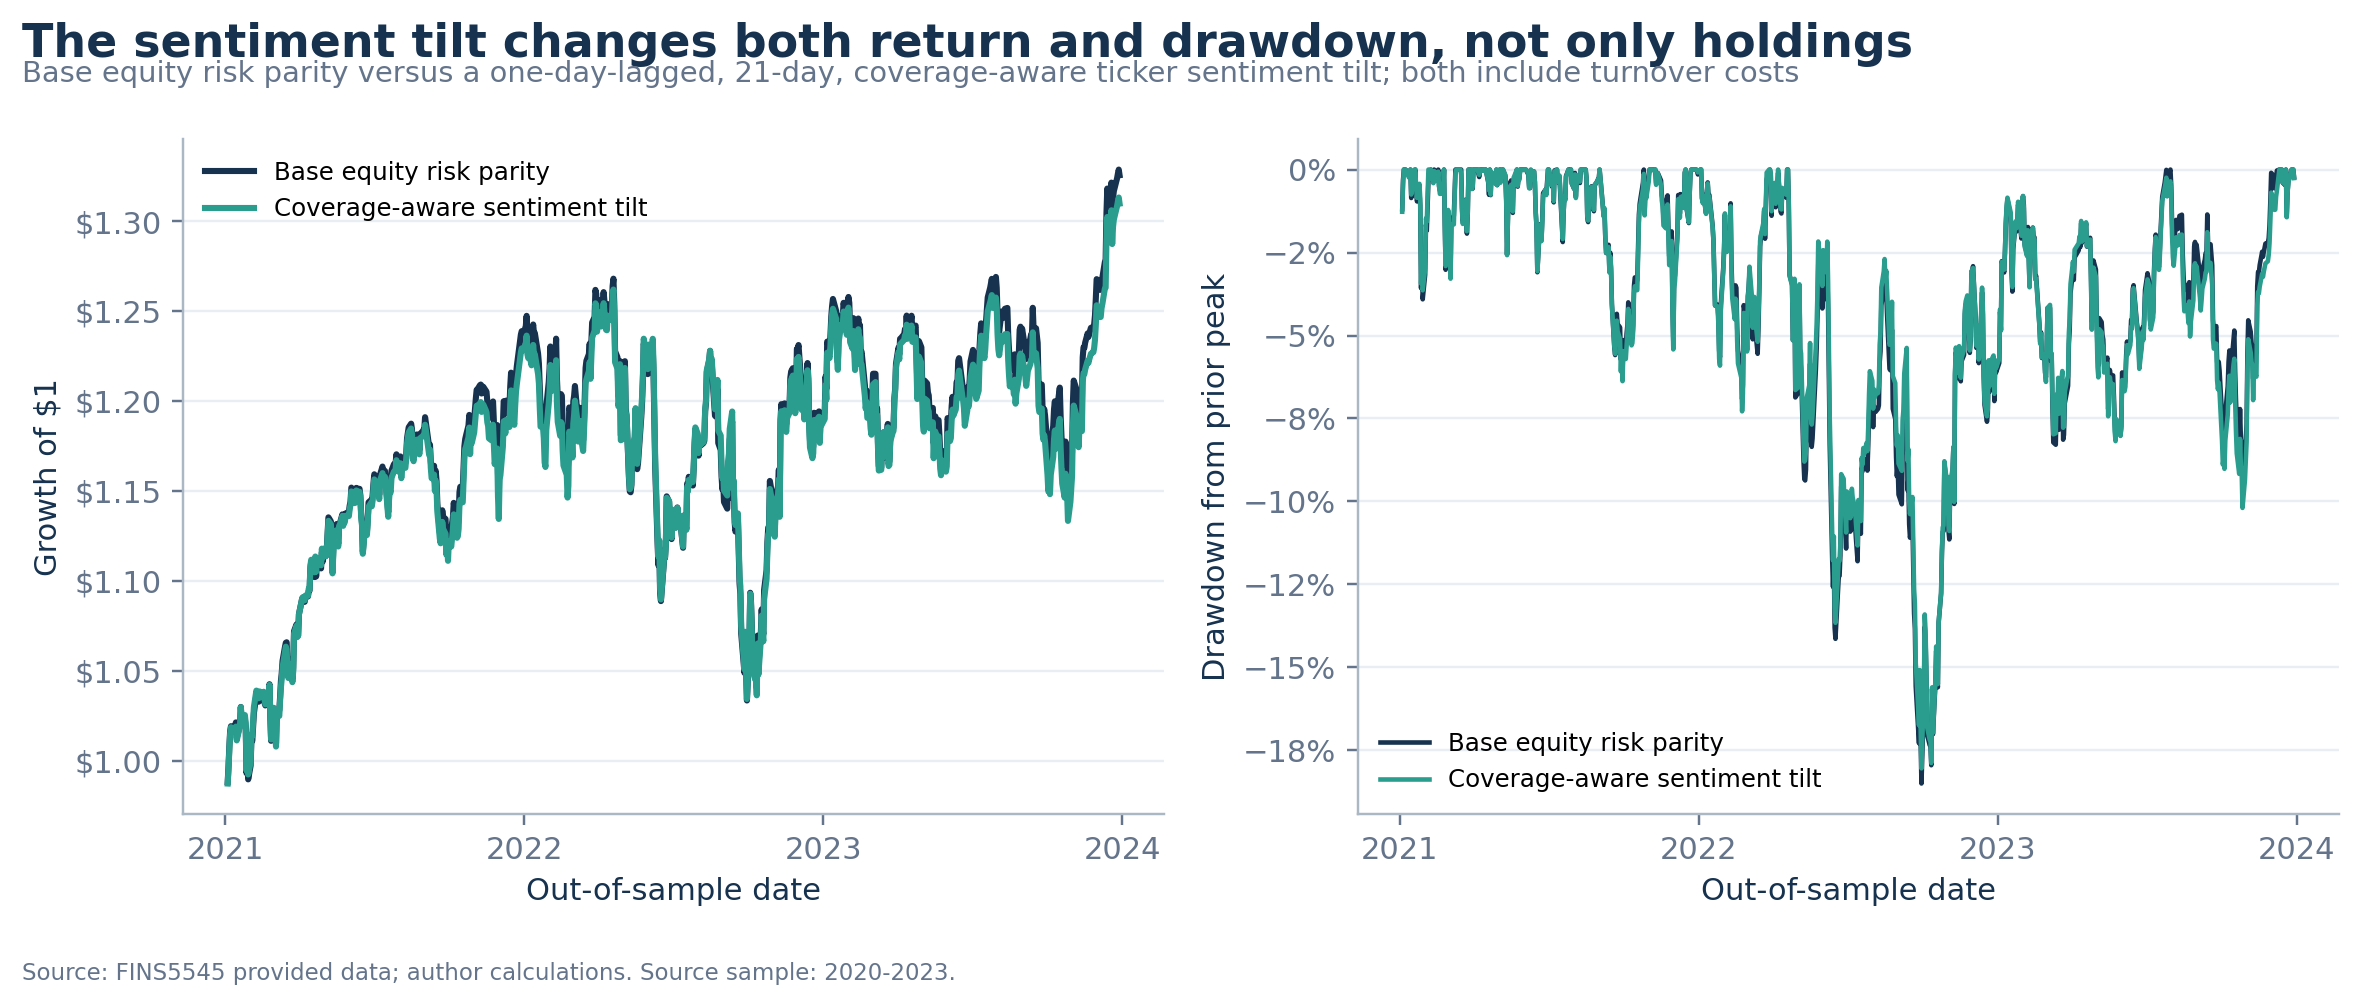 The sentiment tilt changes both return and drawdown, not only holdings
Base equity risk parity versus a one-day-lagged, 21-day, coverage-aware ticker sentiment tilt; both include turnover costs
Growth of $1
$1.30
$1.25
$1.20
$1.15
$1.10
$1.05
$1.00
Base equity risk parity
Coverage-aware sentiment tilt
2021
2022
2023
2024
Out-of-sample date
Drawdown from prior peak
0%
−2%
−5%
−8%
−10%
−12%
−15%
−18%
Base equity risk parity
Coverage-aware sentiment tilt
2021
2022
2023
2024
Out-of-sample date
Source: FINS5545 provided data; author calculations. Source sample: 2020-2023.